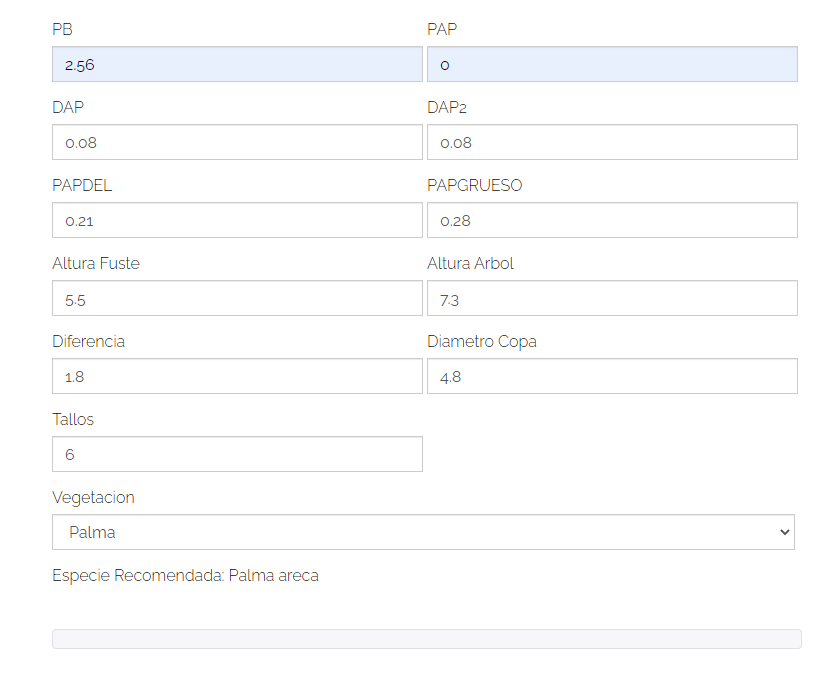 PB PAP
2.56 0
DAP DAP2
0.08 0.08
PAPDEL PAPGRUESO
0.21 0.28
Altura Fuste Altura Arbol
5.5 7.3
Diferencia Diametro Copa
1.8 4.8
Tallos
6
Vegetacion
Palma
Especie Recomendada: Palma areca